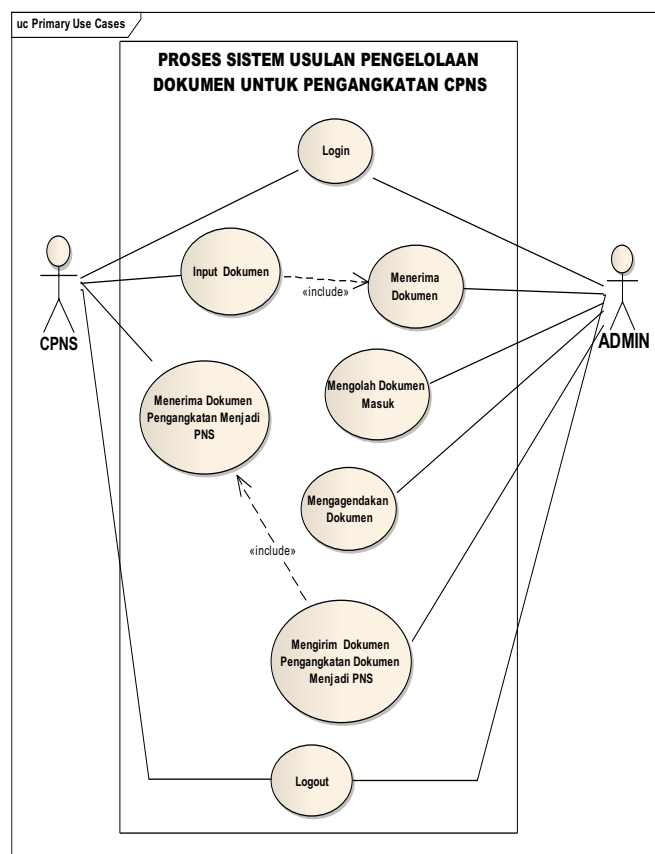 uc Primary Use Cases
PROSES SISTEM USULAN PENGELOLAAN
DOKUMEN UNTUK PENGANGKATAN CPNS
Login
Input Dokumen
«include»
Menerima
Dokumen
CPNS
ADMIN
Menerima Dokumen
Pengangkatan Menjadi
PNS
Mengolah Dokumen
Masuk
Mengagendakan
Dokumen
«include»
Mengirim Dokumen
Pengangkatan Dokumen
Menjadi PNS
Logout